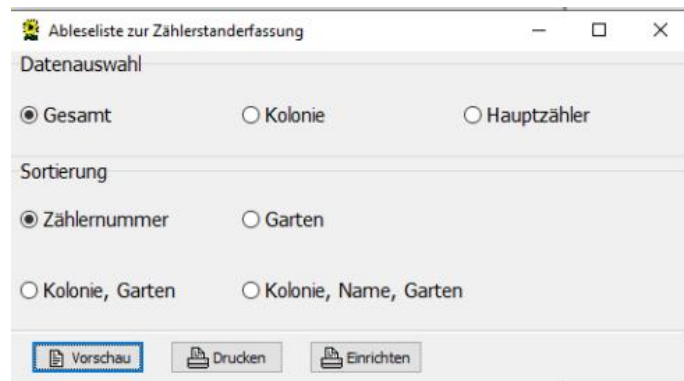 Ableseliste zur Zählerstanderfassung
Datenauswahl
Gesamt Kolonie Hauptzähler
Sortierung
Zählernummer Garten
Kolonie, Garten Kolonie, Name, Garten
Vorschau Drucken Einrichten